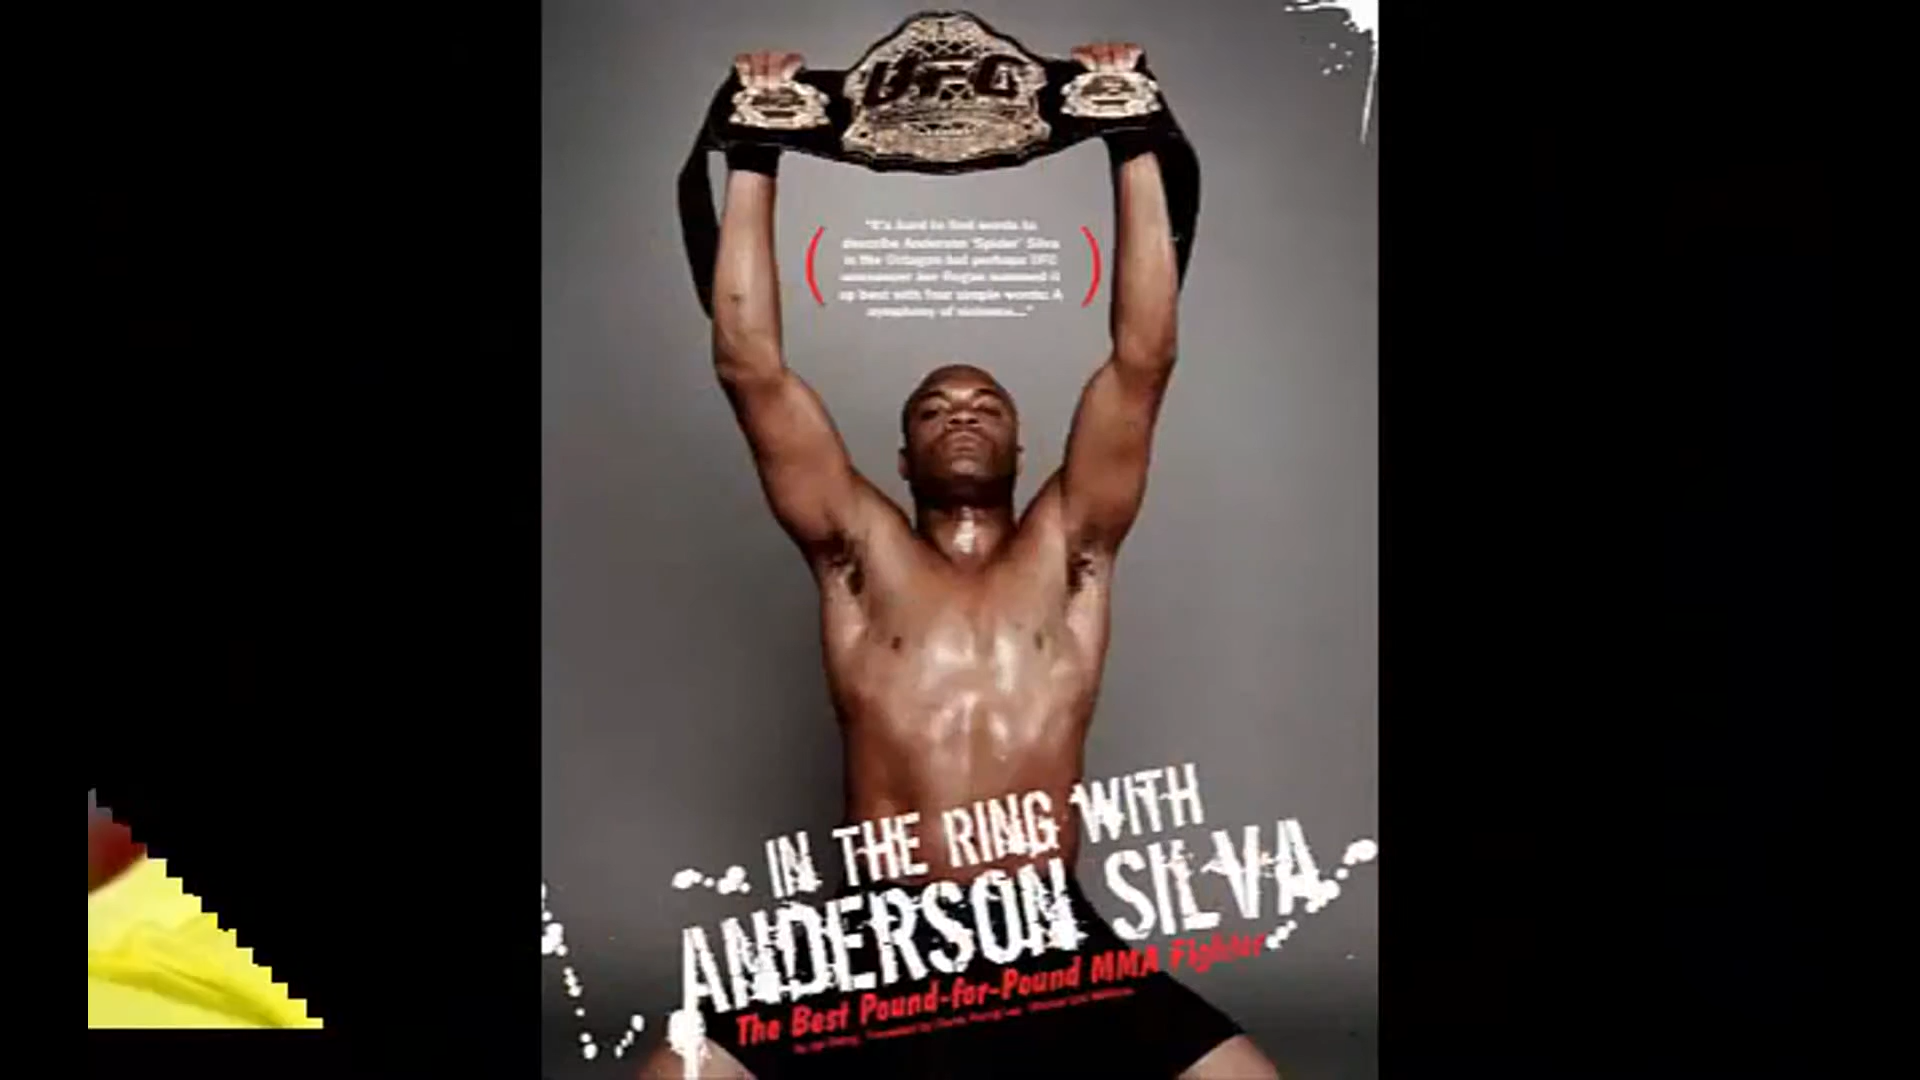 UFC
"It's hard to find words to
describe Anderson 'Spider' Silva
in the Octagon but perhaps UFC
announcer Joe Rogan summed it
up best with four simple words: A
symphony of violence..."
IN THE RING WITH
ANDERSON SILVA
The Best Pound-for-Pound MMA Fighter